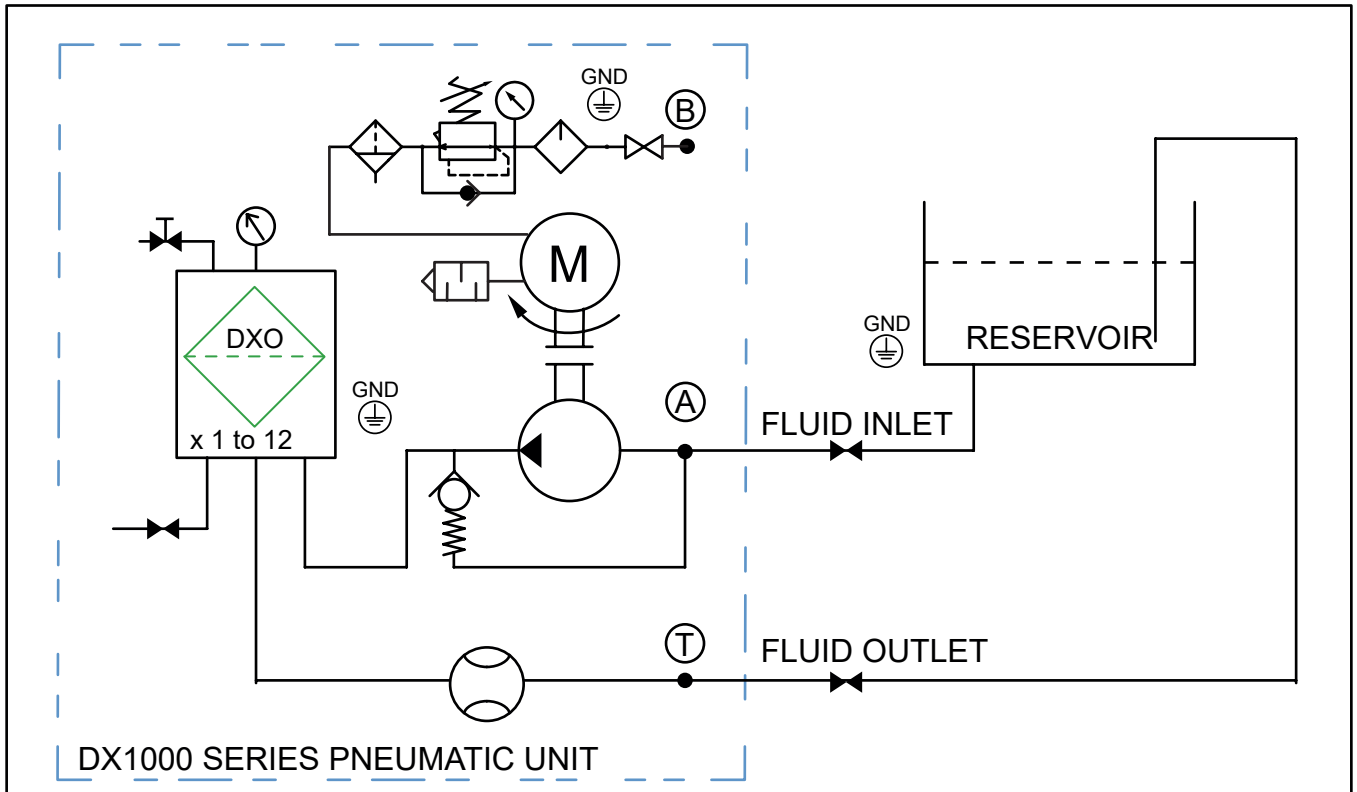 GND
B
M
GND
RESERVOIR
DXO
GND
x 1 to 12
A
FLUID INLET
T
FLUID OUTLET
DX1000 SERIES PNEUMATIC UNIT